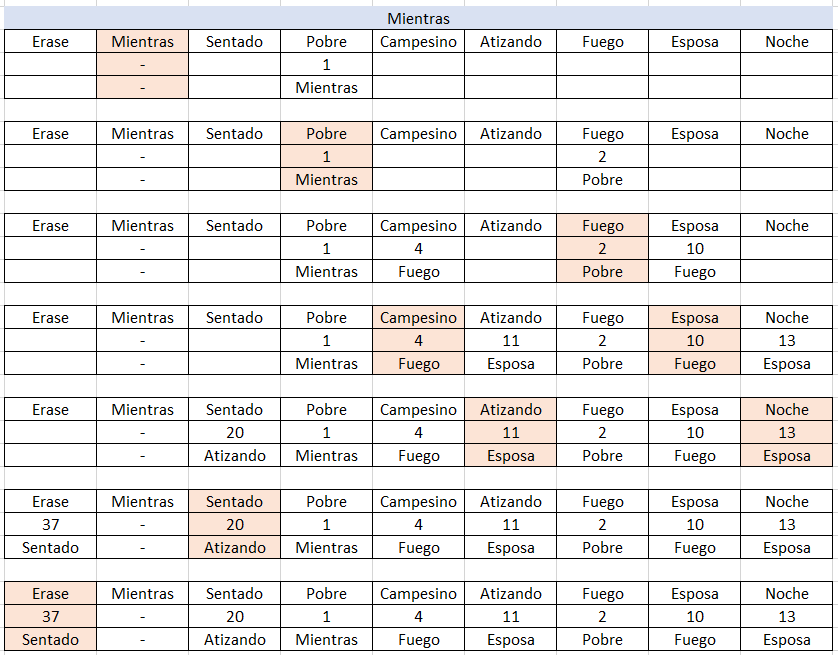 Mientras
Erase Mientras Sentado Pobre Campesino Atizando Fuego Esposa Noche
- 1
- Mientras
Erase Mientras Sentado Pobre Campesino Atizando Fuego Esposa Noche
- 1 2
- Mientras Pobre
Erase Mientras Sentado Pobre Campesino Atizando Fuego Esposa Noche
- 1 4 2 10
- Mientras Fuego Pobre Fuego
Erase Mientras Sentado Pobre Campesino Atizando Fuego Esposa Noche
- 1 4 11 2 10 13
- Mientras Fuego Esposa Pobre Fuego Esposa
Erase Mientras Sentado Pobre Campesino Atizando Fuego Esposa Noche
- 20 1 4 11 2 10 13
- Atizando Mientras Fuego Esposa Pobre Fuego Esposa
Erase Mientras Sentado Pobre Campesino Atizando Fuego Esposa Noche
37 - 20 1 4 11 2 10 13
Sentado - Atizando Mientras Fuego Esposa Pobre Fuego Esposa
Erase Mientras Sentado Pobre Campesino Atizando Fuego Esposa Noche
37 - 20 1 4 11 2 10 13
Sentado - Atizando Mientras Fuego Esposa Pobre Fuego Esposa